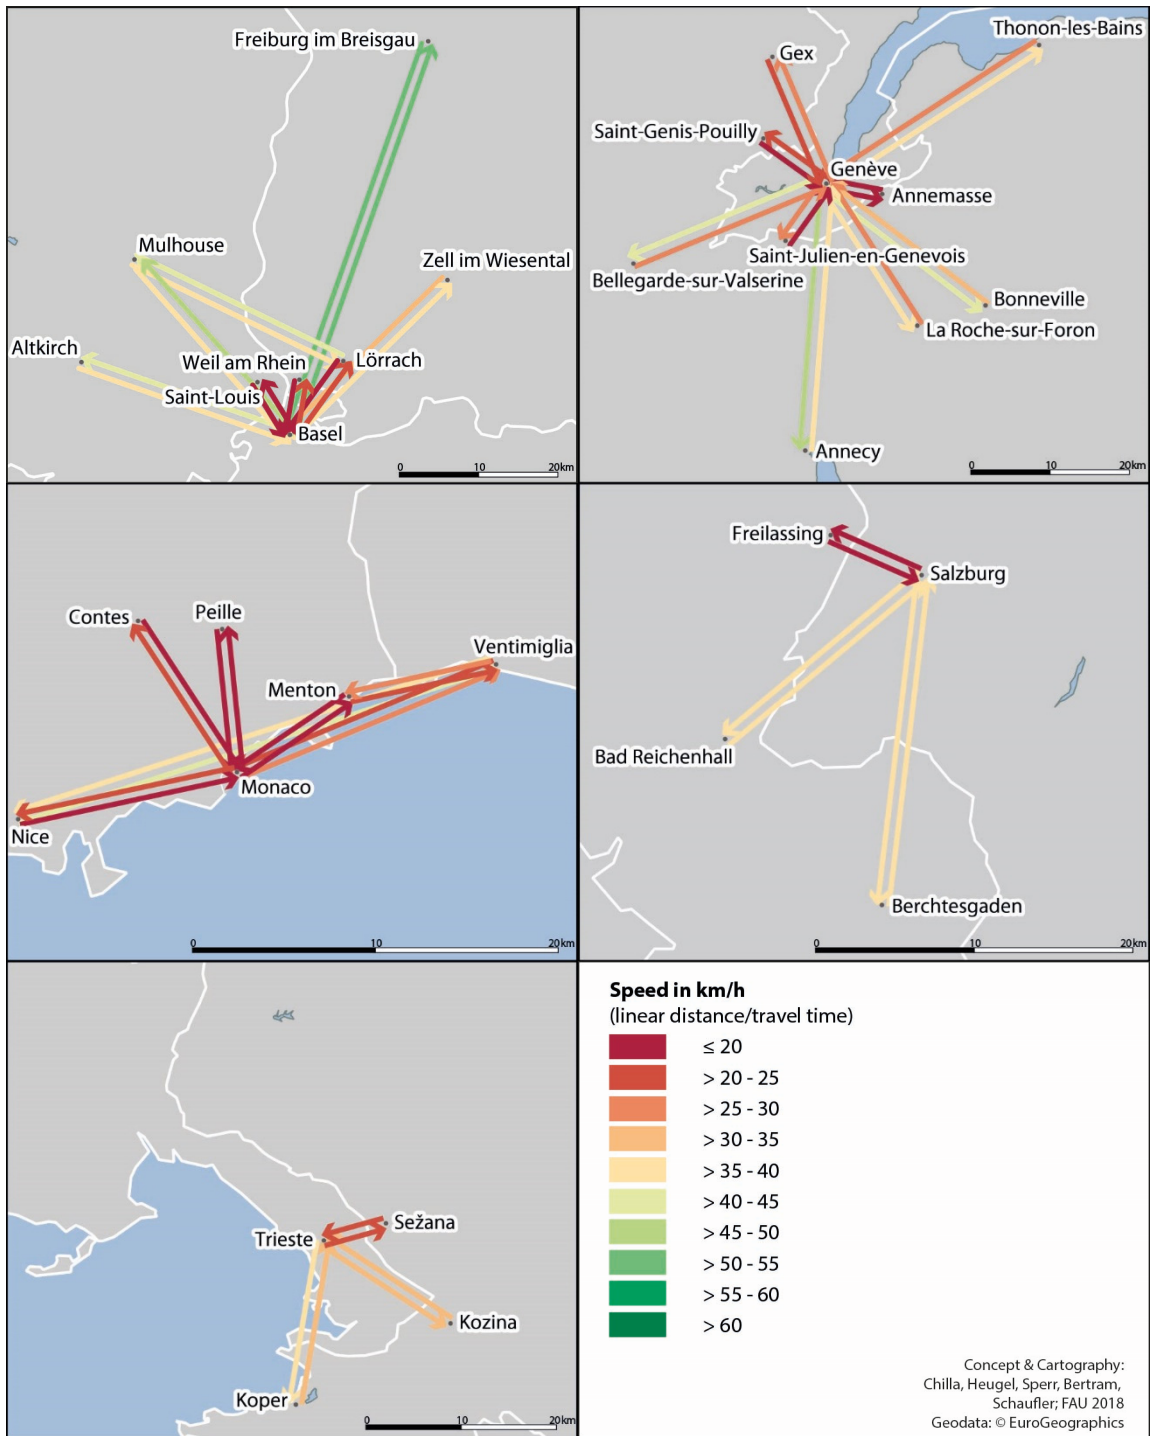 Freiburg im Breisgau
Mulhouse
Zell im Wiesental
Altkirch
Weil am Rhein
Lörrach
Saint-Louis
Basel
0 10 20km
Thonon-les-Bains
Gex
Saint-Genis-Pouilly
Genève
Annemasse
Saint-Julien-en-Genevois
Bellegarde-sur-Valserine
Bonneville
La Roche-sur-Foron
Annecy
0 10 20km
Contes
Peille
Ventimiglia
Menton
Monaco
Nice
0 10 20km
Freilassing
Salzburg
Bad Reichenhall
Berchtesgaden
0 10 20km
Trieste
Sežana
Kozina
Koper
0 10 20km
Speed in km/h
(linear distance/travel time)
≤ 20
> 20 - 25
> 25 - 30
> 30 - 35
> 35 - 40
> 40 - 45
> 45 - 50
> 50 - 55
> 55 - 60
> 60
Concept & Cartography:
Chilla, Heugel, Sperr, Bertram,
Schaufler; FAU 2018
Geodata: © EuroGeographics